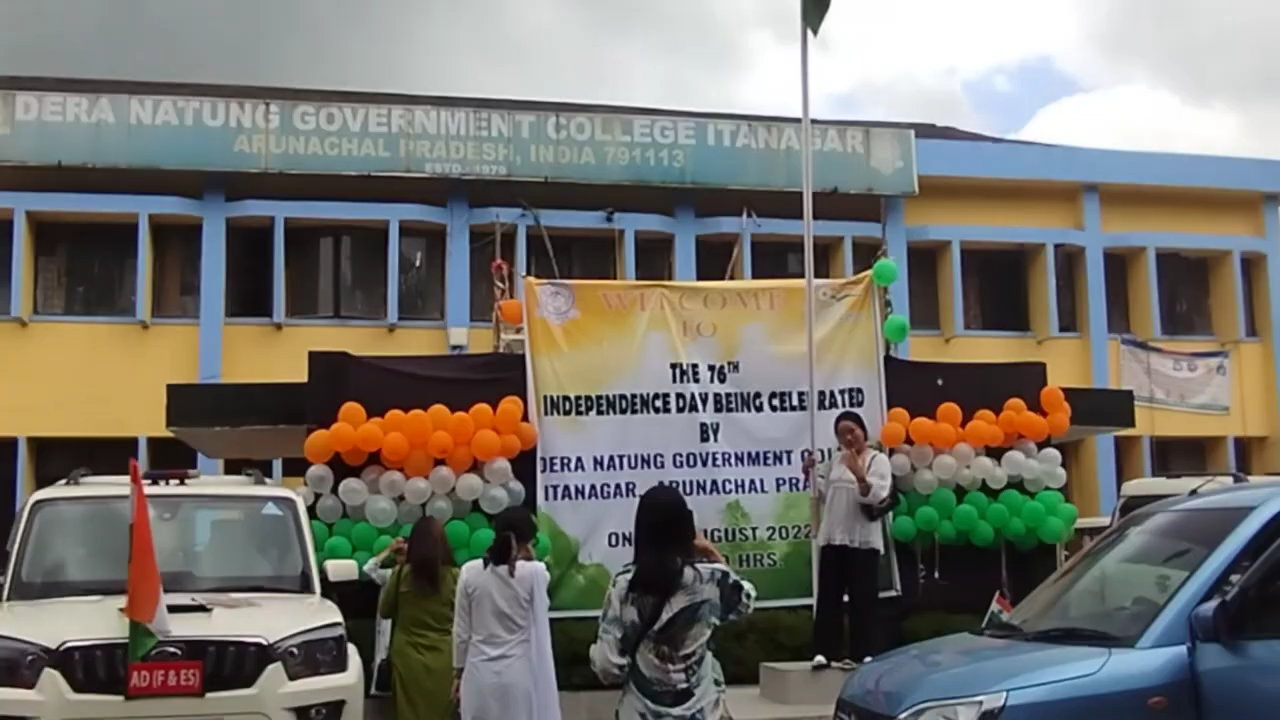 DERA NATUNG GOVERNMENT COLLEGE ITANAGAR
ARUNACHAL PRADESH, INDIA 791113
ESTD - 1979
WELCOME
TO
THE 76TH
INDEPENDENCE DAY BEING CELEBRATED
BY
DERA NATUNG GOVERNMENT
ITANAGAR, ARUNACHAL
ON AUGUST 2022
HRS.
AD (F & ES)